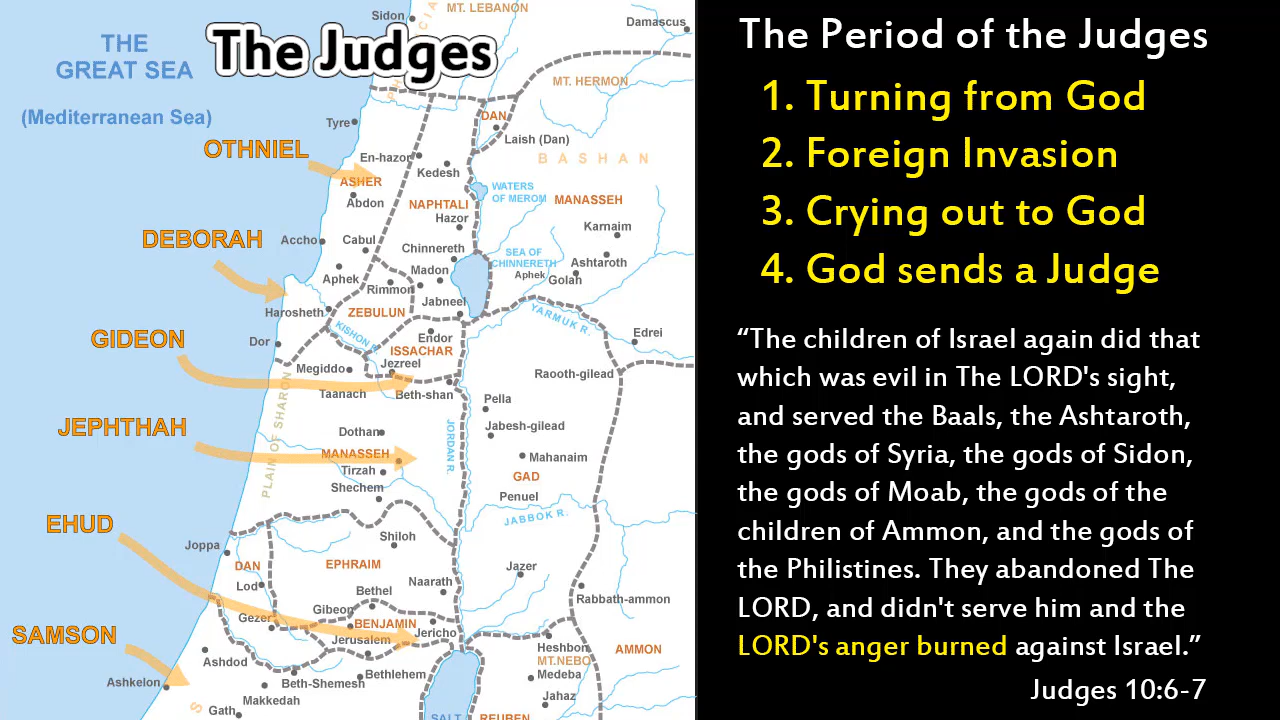 The Judges
THE
GREAT SEA
(Mediterranean Sea)
OTHNIEL
DEBORAH
GIDEON
JEPHTHAH
EHUD
SAMSON
Sidon
MT. LEBANON
Damascus
MT. HERMON
Tyre
DAN
Laish (Dan)
BASHAN
En-hazor
Kedesh
ASHER
Abdon
NAPHTALI
WATERS
OF MEROM
MANASSEH
Hazor
Karnaim
Accho
Cabul
Chinnereth
SEA OF
CHINNERETH
Ashtaroth
Aphek
Madon
Aphek
Golah
Rimmon
Jabneel
Harosheth
ZEBULUN
YARMUK R.
KISHON
Endor
Edrei
Dor
ISSACHAR
Jezreel
Megiddo
Raooth-gilead
Taanach
Beth-shan
PLAIN OF SHARON
Pella
JORDAN R.
Jabesh-gilead
Dothan
MANASSEH
Mahanaim
Tirzah
GAD
Shechem
Penuel
JABBOK R.
Shiloh
Joppa
DAN
EPHRAIM
Jazer
Lod
Naarath
Bethel
Rabbath-ammon
Gibeon
Gezer
BENJAMIN
Jericho
Jerusalem
Heshbon
AMMON
Ashdod
MT.NEBO
Bethlehem
Medeba
Ashkelon
Beth-Shemesh
Makkedah
Jahaz
Gath
S
SALT
REUBEN
The Period of the Judges
1. Turning from God
2. Foreign Invasion
3. Crying out to God
4. God sends a Judge
“The children of Israel again did that
which was evil in The LORD's sight,
and served the Baals, the Ashtaroth,
the gods of Syria, the gods of Sidon,
the gods of Moab, the gods of the
children of Ammon, and the gods of
the Philistines. They abandoned The
LORD, and didn't serve him and the
LORD's anger burned against Israel.”
Judges 10:6-7